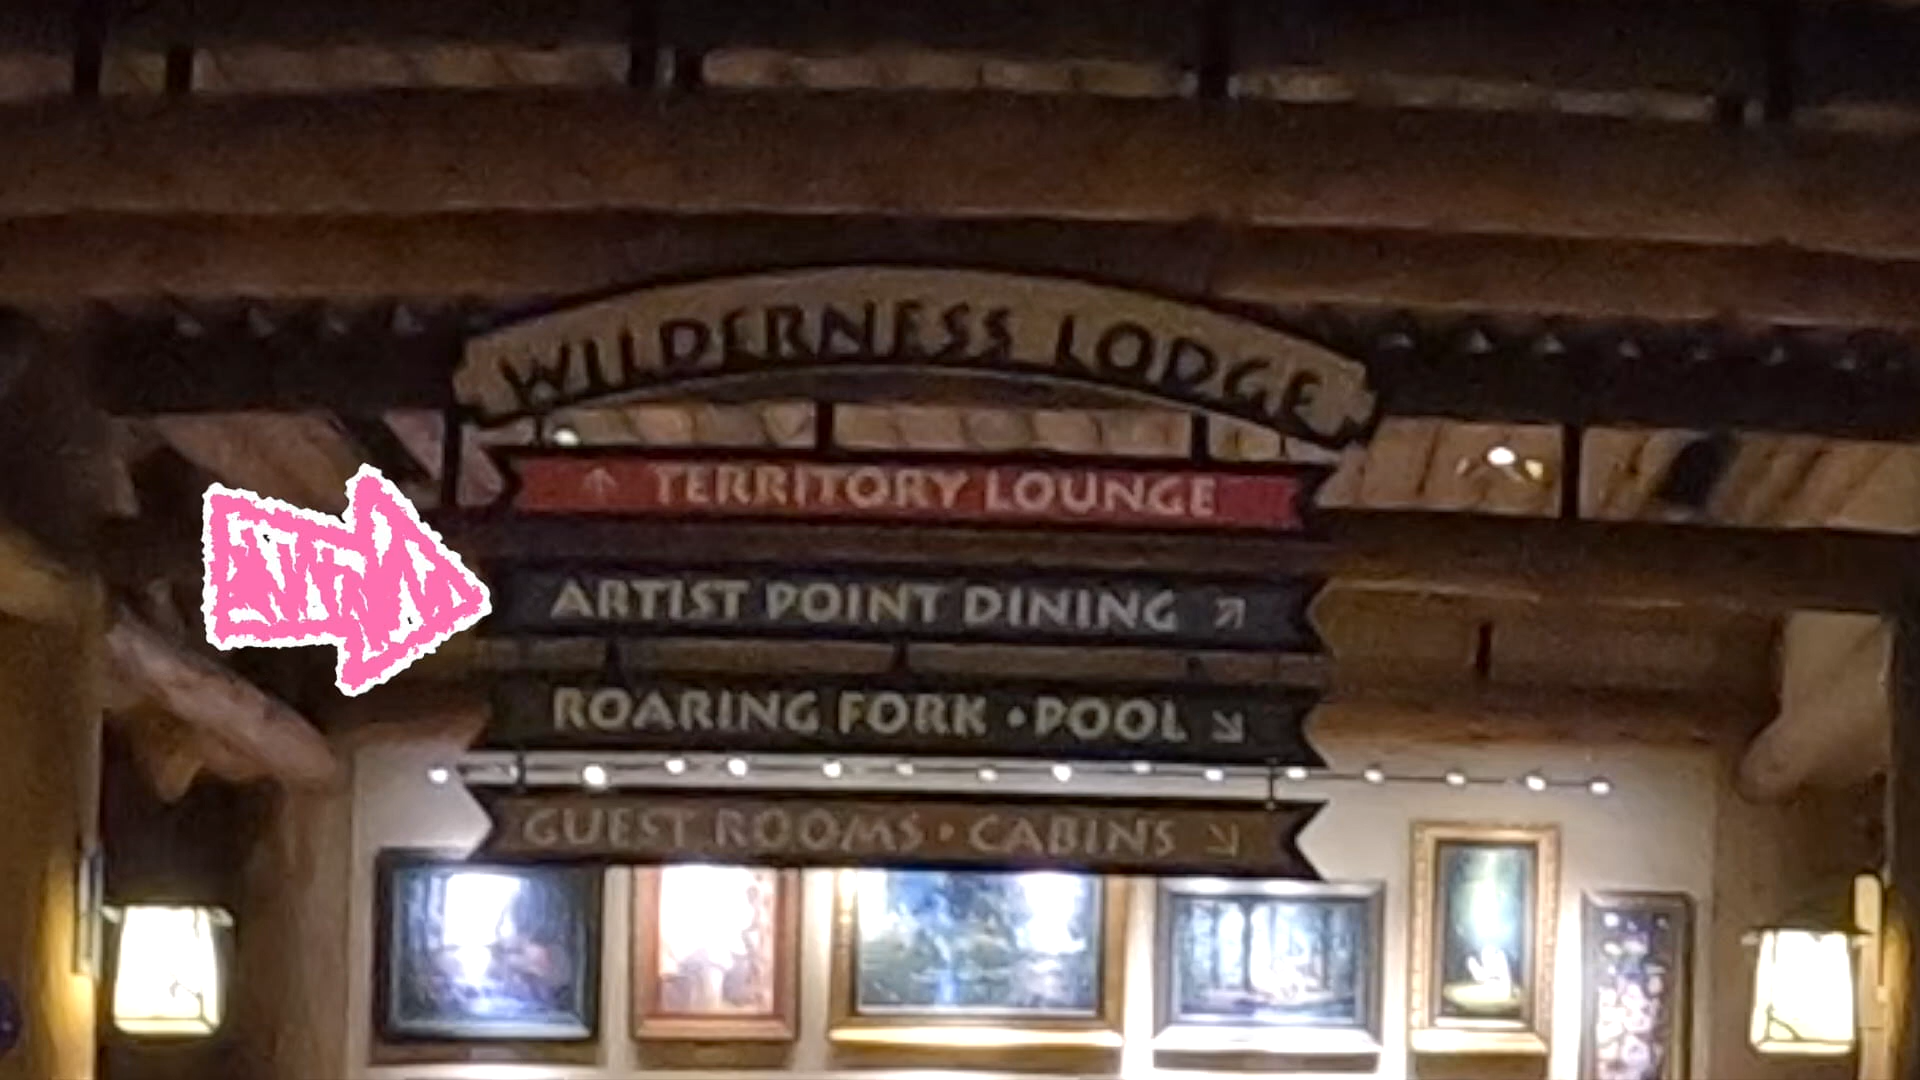 WILDERNESS LODGE
↑ TERRITORY LOUNGE
ARTIST POINT DINING ↗
ROARING FORK • POOL ↘
GUEST ROOMS • CABINS ↘